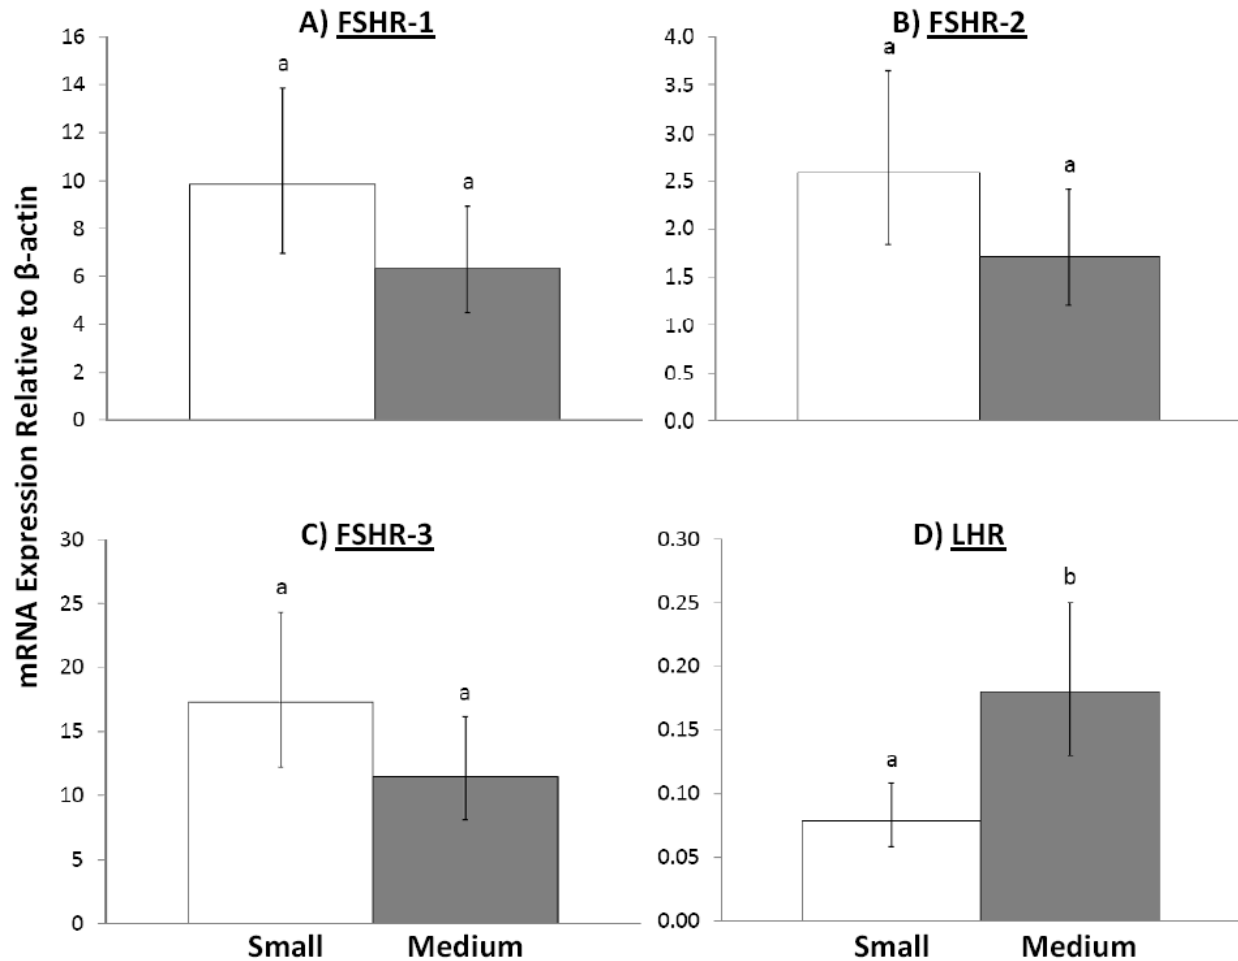 mRNA Expression Relative to β-actin
A) FSHR-1
16
14
12
10
8
6
4
2
0
a
a
B) FSHR-2
4.0
3.5
3.0
2.5
2.0
1.5
1.0
0.5
0.0
a
a
C) FSHR-3
30
25
20
15
10
5
0
a
a
Small Medium
D) LHR
0.30
0.25
0.20
0.15
0.10
0.05
0.00
a
b
Small Medium